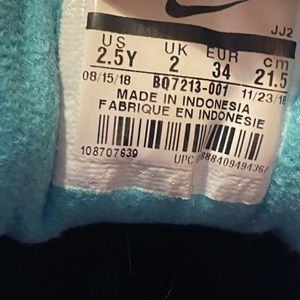 JJ2
US UK EUR cm
2.5Y 2 34 21.5
08/15/18 BQ7213-001 11/23/18
MADE IN INDONESIA
FABRIQUE EN INDONESIE
108707639
UPC